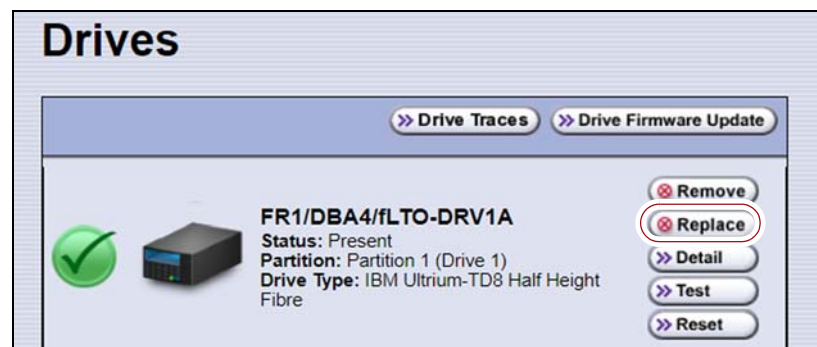 Drives
Drive Traces Drive Firmware Update
FR1/DBA4/fLTO-DRV1A
Status: Present
Partition: Partition 1 (Drive 1)
Drive Type: IBM Ultrium-TD8 Half Height
Fibre
Remove
Replace
Detail
Test
Reset